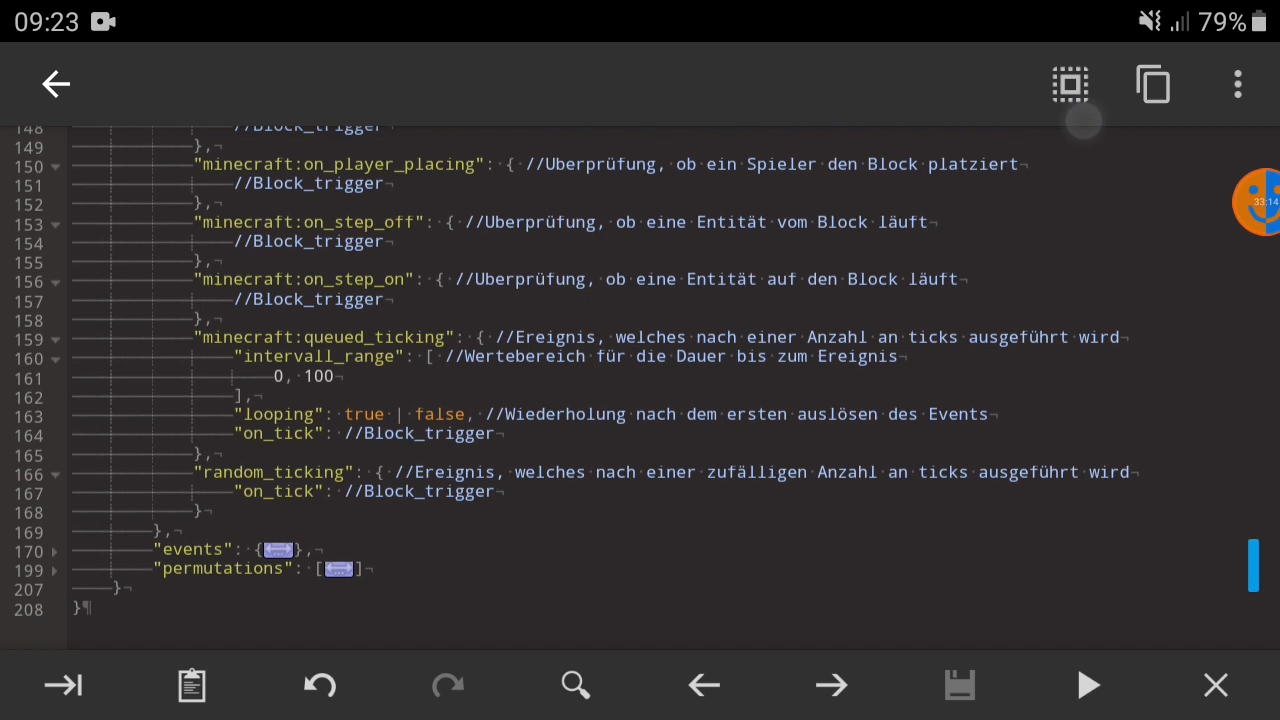 09:23
79%
148 //Block_trigger
149 },
150 "minecraft:on_player_placing": { //Uberprüfung, ob ein Spieler den Block platziert
151 //Block_trigger
152 },
153 "minecraft:on_step_off": { //Uberprüfung, ob eine Entität vom Block läuft
154 //Block_trigger
155 },
156 "minecraft:on_step_on": { //Uberprüfung, ob eine Entität auf den Block läuft
157 //Block_trigger
158 },
159 "minecraft:queued_ticking": { //Ereignis, welches nach einer Anzahl an ticks ausgeführt wird
160 "intervall_range": [ //Wertebereich für die Dauer bis zum Ereignis
161 0, 100
162 ],
163 "looping": true | false, //Wiederholung nach dem ersten auslösen des Events
164 "on_tick": //Block_trigger
165 },
166 "random_ticking": { //Ereignis, welches nach einer zufälligen Anzahl an ticks ausgeführt wird
167 "on_tick": //Block_trigger
168 }
169 },
170 "events": {...},
199 "permutations": [...]
207 }
208 }
33:14